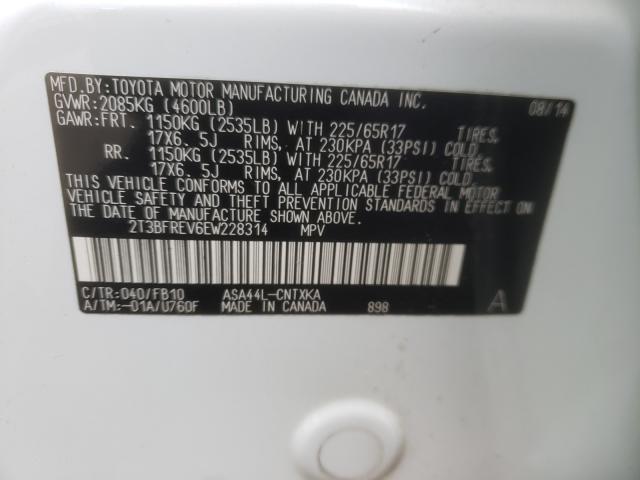 MFD.BY:TOYOTA MOTOR MANUFACTURING CANADA INC. 08/14
GVWR:2085KG (4600LB)
GAWR:FRT. 1150KG (2535LB) WITH 225/65R17 TIRES,
17X6. 5J RIMS, AT 230KPA (33PSI) COLD
RR. 1150KG (2535LB) WITH 225/65R17 TIRES,
17X6. 5J RIMS, AT 230KPA (33PSI) COLD.
THIS VEHICLE CONFORMS TO ALL APPLICABLE FEDERAL MOTOR
VEHICLE SAFETY AND THEFT PREVENTION STANDARDS IN EFFECT ON
THE DATE OF MANUFACTURE SHOWN ABOVE.
2T3BFREV6EW228314 MPV
C/TR:040/FB10 ASA44L-CNTXKA A
A/TM:-01A/U760F MADE IN CANADA 898